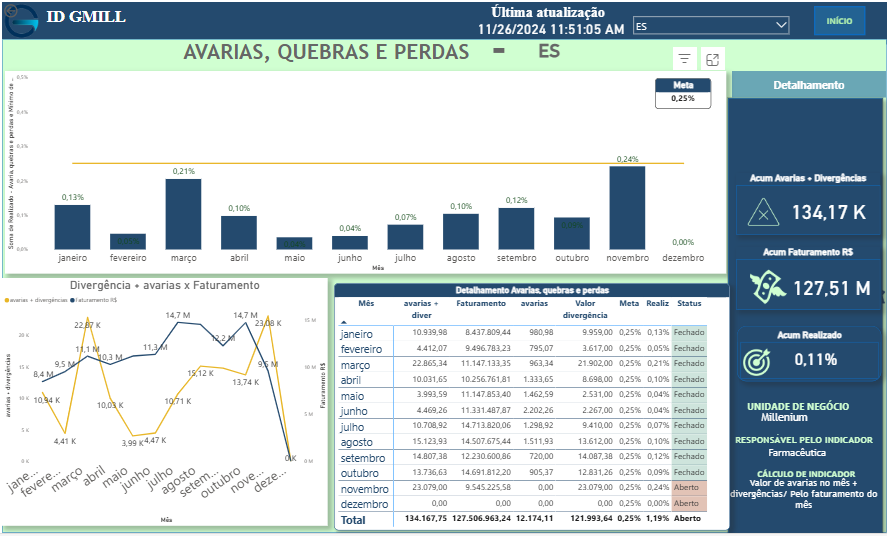 ID GMILL
Última atualização
11/26/2024 11:51:05 AM
ES
INÍCIO
AVARIAS, QUEBRAS E PERDAS - ES
Soma de Realizado - Avaria, quebras e perdas e Mínimo de ...
0,5%
0,4%
0,3%
0,2%
0,1%
0,0%
Meta
0,25%
0,13%
0,21%
0,10%
0,04%
0,07%
0,10%
0,12%
0,24%
0,00%
janeiro fevereiro março abril maio junho julho agosto setembro outubro novembro dezembro
Mês
Detalhamento
Acum Avarias + Divergências
134,17 K
Acum Faturamento R$
127,51 M
Acum Realizado
0,11%
UNIDADE DE NEGÓCIO
Millenium
RESPONSÁVEL PELO INDICADOR
Farmacêutica
CÁLCULO DE INDICADOR
Valor de avarias no mês +
divergências/ Pelo faturamento do
mês
Divergência + avarias x Faturamento
avarias + divergências Faturamento R$
avarias + divergências
20 K
15 K
10 K
5 K
0 K
8,4 M
9,5 M
11,1 M
10,3 M
11,3 M
14,7 M
12,2 M
14,7 M
9,5 M
10,94 K
4,41 K
22,87 K
10,03 K
3,99 K
4,47 K
10,71 K
15,12 K
13,74 K
23,08 K
0 K
15 M
10 M
5 M
0 M
Faturamento R$
jane... fevere... março abril maio junho julho agosto setem... outubro nove... deze...
Mês
Detalhamento Avarias, quebras e perdas
Mês avarias + diver Faturamento avarias Valor divergência Meta Realiz Status
janeiro 10.939,98 8.437.809,44 980,98 9.959,00 0,25% 0,13% Fechado
fevereiro 4.412,07 9.496.783,23 795,07 3.617,00 0,25% 0,05% Fechado
março 22.865,34 11.147.133,35 963,34 21.902,00 0,25% 0,21% Fechado
abril 10.031,65 10.256.761,81 1.333,65 8.698,00 0,25% 0,10% Fechado
maio 3.993,59 11.147.853,40 1.462,59 2.531,00 0,25% 0,04% Fechado
junho 4.469,26 11.331.487,87 2.202,26 2.267,00 0,25% 0,04% Fechado
julho 10.708,92 14.713.820,06 1.298,92 9.410,00 0,25% 0,07% Fechado
agosto 15.123,93 14.507.675,44 1.511,93 13.612,00 0,25% 0,10% Fechado
setembro 14.807,38 12.230.600,86 720,00 14.087,38 0,25% 0,12% Fechado
outubro 13.736,63 14.691.812,20 905,37 12.831,26 0,25% 0,09% Fechado
novembro 23.079,00 9.545.225,58 0,00 23.079,00 0,25% 0,24% Aberto
dezembro 0,00 0,00 0,00 0,00 0,25% 0,00% Aberto
Total 134.167,75 127.506.963,24 12.174,11 121.993,64 0,25% 1,19% Aberto